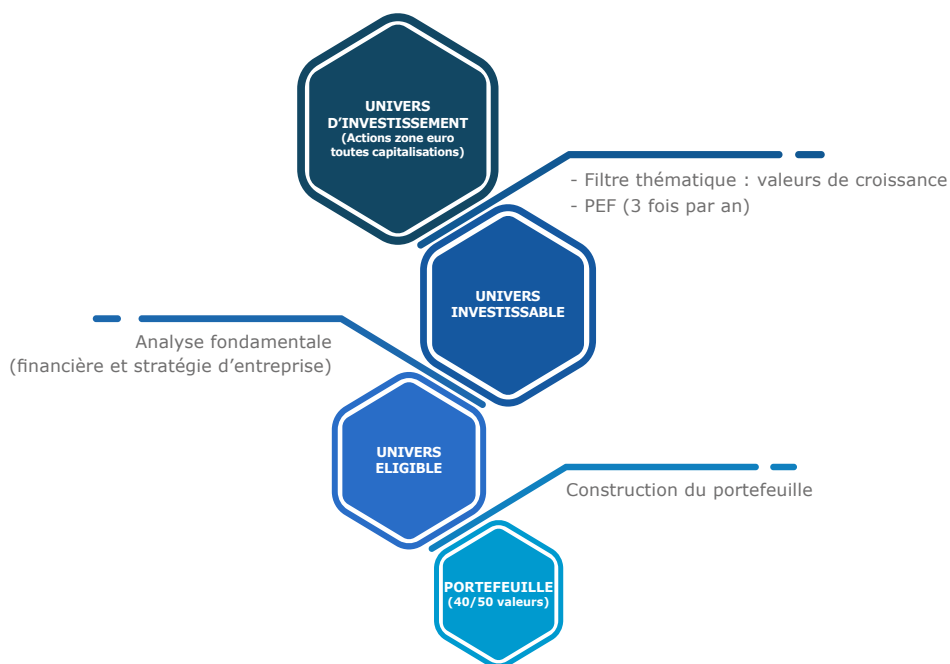 UNIVERS
D'INVESTISSEMENT
(Actions zone euro
toutes capitalisations)
- Filtre thématique : valeurs de croissance
- PEF (3 fois par an)
UNIVERS
INVESTISSABLE
Analyse fondamentale
(financière et stratégie d'entreprise)
UNIVERS
ELIGIBLE
Construction du portefeuille
PORTEFEUILLE
(40/50 valeurs)